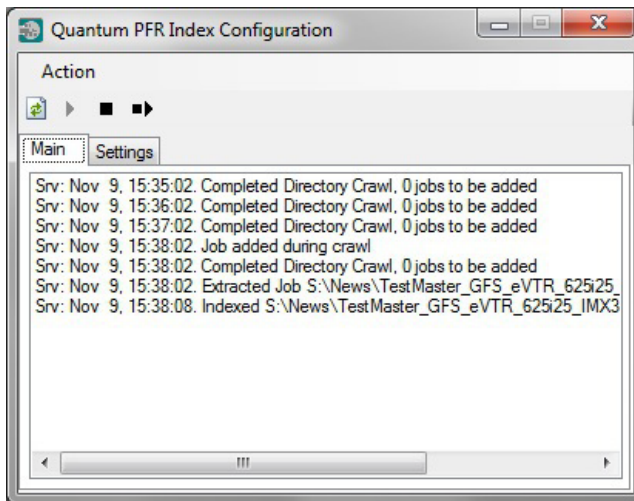 Quantum PFR Index Configuration
Action
Main
Settings
Srv: Nov 9, 15:35:02. Completed Directory Crawl, 0 jobs to be added
Srv: Nov 9, 15:36:02. Completed Directory Crawl, 0 jobs to be added
Srv: Nov 9, 15:37:02. Completed Directory Crawl, 0 jobs to be added
Srv: Nov 9, 15:38:02. Job added during crawl
Srv: Nov 9, 15:38:02. Completed Directory Crawl, 0 jobs to be added
Srv: Nov 9, 15:38:02. Extracted Job S:\News\TestMaster_GFS_eVTR_625i25_
Srv: Nov 9, 15:38:08. Indexed S:\News\TestMaster_GFS_eVTR_625i25_IMX3